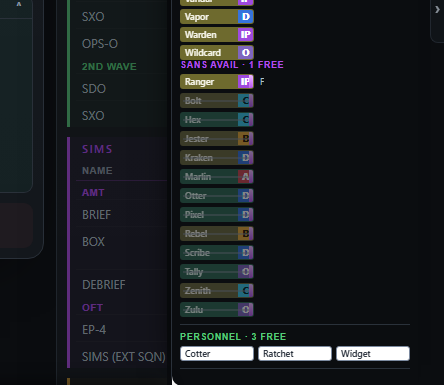 SXO
OPS-O
2ND WAVE
SDO
SXO
SIMS
NAME
AMT
BRIEF
BOX
DEBRIEF
OFT
EP-4
SIMS (EXT SQN)
Vapor D
Warden IP
Wildcard O
SANS AVAIL · 1 FREE
Ranger IP F
Bolt C
Hex C
Jester B
Kraken D
Marlin A
Otter D
Pixel D
Rebel B
Scribe D
Tally O
Zenith C
Zulu O
PERSONNEL · 3 FREE
Cotter Ratchet Widget